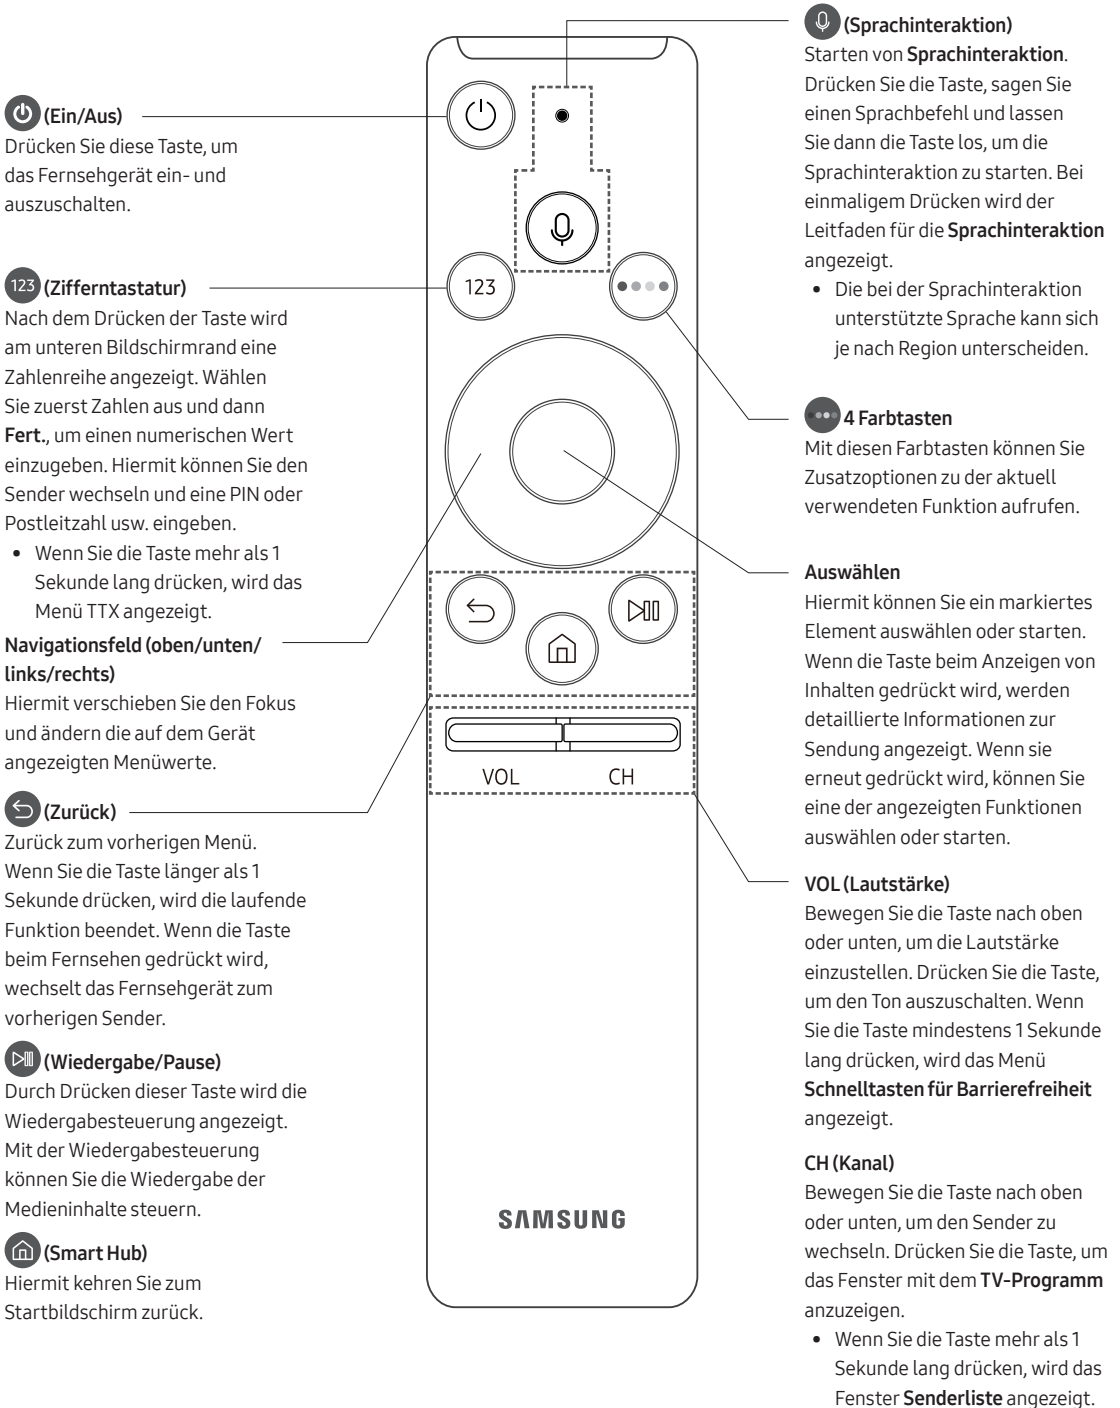 (Ein/Aus)
Drücken Sie diese Taste, um
das Fernsehgerät ein- und
auszuschalten.
123 (Zifferntastatur)
Nach dem Drücken der Taste wird
am unteren Bildschirmrand eine
Zahlenreihe angezeigt. Wählen
Sie zuerst Zahlen aus und dann
Fert., um einen numerischen Wert
einzugeben. Hiermit können Sie den
Sender wechseln und eine PIN oder
Postleitzahl usw. eingeben.
• Wenn Sie die Taste mehr als 1
Sekunde lang drücken, wird das
Menü TTX angezeigt.
Navigationsfeld (oben/unten/
links/rechts)
Hiermit verschieben Sie den Fokus
und ändern die auf dem Gerät
angezeigten Menüwerte.
(Zurück)
Zurück zum vorherigen Menü.
Wenn Sie die Taste länger als 1
Sekunde drücken, wird die laufende
Funktion beendet. Wenn die Taste
beim Fernsehen gedrückt wird,
wechselt das Fernsehgerät zum
vorherigen Sender.
(Wiedergabe/Pause)
Durch Drücken dieser Taste wird die
Wiedergabesteuerung angezeigt.
Mit der Wiedergabesteuerung
können Sie die Wiedergabe der
Medieninhalte steuern.
(Smart Hub)
Hiermit kehren Sie zum
Startbildschirm zurück.
123
VOL CH
SAMSUNG
(Sprachinteraktion)
Starten von Sprachinteraktion.
Drücken Sie die Taste, sagen Sie
einen Sprachbefehl und lassen
Sie dann die Taste los, um die
Sprachinteraktion zu starten. Bei
einmaligem Drücken wird der
Leitfaden für die Sprachinteraktion
angezeigt.
• Die bei der Sprachinteraktion
unterstützte Sprache kann sich
je nach Region unterscheiden.
4 Farbtasten
Mit diesen Farbtasten können Sie
Zusatzoptionen zu der aktuell
verwendeten Funktion aufrufen.
Auswählen
Hiermit können Sie ein markiertes
Element auswählen oder starten.
Wenn die Taste beim Anzeigen von
Inhalten gedrückt wird, werden
detaillierte Informationen zur
Sendung angezeigt. Wenn sie
erneut gedrückt wird, können Sie
eine der angezeigten Funktionen
auswählen oder starten.
VOL (Lautstärke)
Bewegen Sie die Taste nach oben
oder unten, um die Lautstärke
einzustellen. Drücken Sie die Taste,
um den Ton auszuschalten. Wenn
Sie die Taste mindestens 1 Sekunde
lang drücken, wird das Menü
Schnelltasten für Barrierefreiheit
angezeigt.
CH (Kanal)
Bewegen Sie die Taste nach oben
oder unten, um den Sender zu
wechseln. Drücken Sie die Taste, um
das Fenster mit dem TV-Programm
anzuzeigen.
• Wenn Sie die Taste mehr als 1
Sekunde lang drücken, wird das
Fenster Senderliste angezeigt.